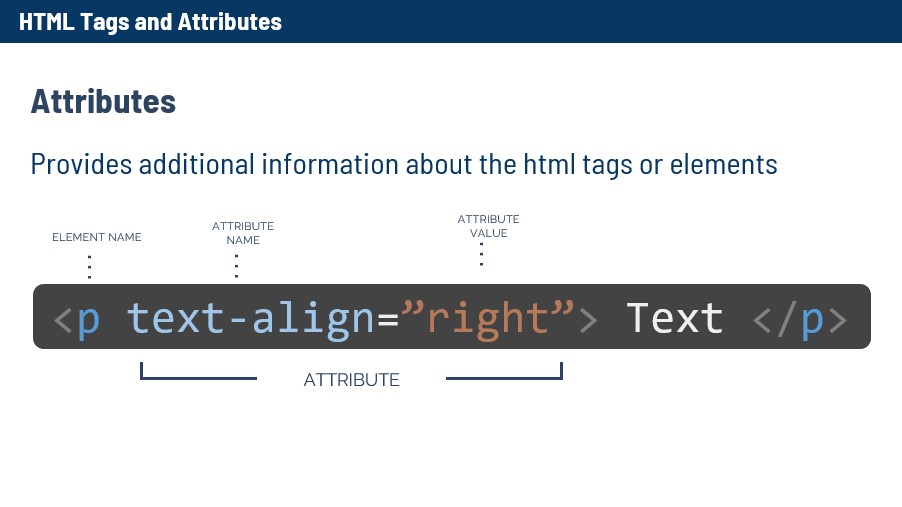 HTML Tags and Attributes
Attributes
Provides additional information about the html tags or elements
ELEMENT NAME
ATTRIBUTE
NAME
ATTRIBUTE
VALUE
<p text-align=”right”> Text </p>
ATTRIBUTE